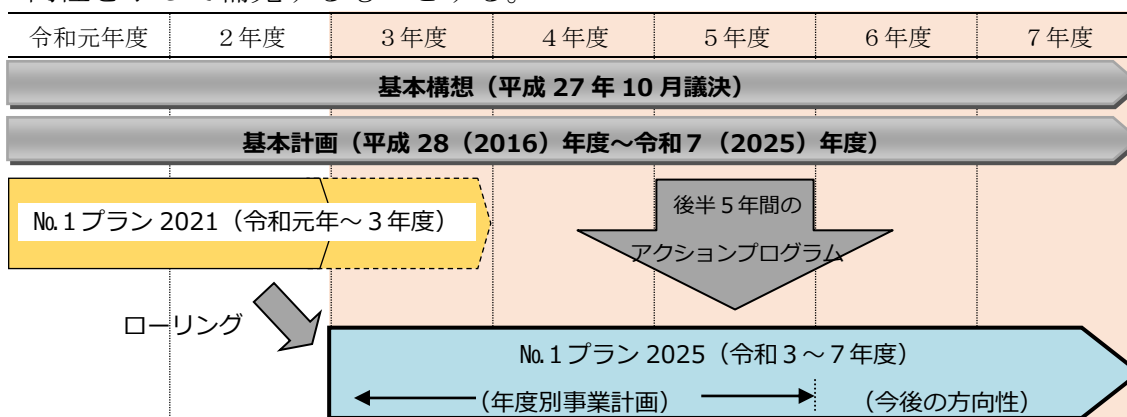 令和元年度 2年度 3年度 4年度 5年度 6年度 7年度
基本構想（平成 27 年 10 月議決）
基本計画（平成 28（2016）年度～令和７（2025）年度）
№１プラン 2021（令和元年～３年度）
後半５年間の
アクションプログラム
ローリング
№１プラン 2025（令和３～７年度）
（年度別事業計画）
（今後の方向性）